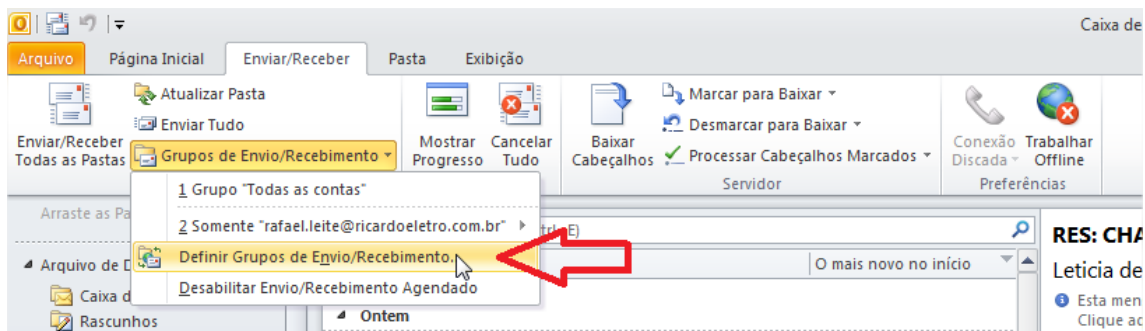 Caixa de
Arquivo Página Inicial Enviar/Receber Pasta Exibição
Enviar/Receber
Todas as Pastas
Atualizar Pasta
Enviar Tudo
Grupos de Envio/Recebimento
Mostrar
Progresso
Cancelar
Tudo
Baixar
Cabeçalhos
Marcar para Baixar
Desmarcar para Baixar
Processar Cabeçalhos Marcados
Servidor
Conexão
Discada
Trabalhar
Offline
Preferências
1 Grupo "Todas as contas"
2 Somente "rafael.leite@ricardoeletro.com.br"
Definir Grupos de Envio/Recebimento...
Desabilitar Envio/Recebimento Agendado
Arraste as Pa
Arquivo de D
Caixa d
Rascunhos
trl+E)
O mais novo no início
Ontem
RES: CHA
Leticia de
Esta men
Clique aq